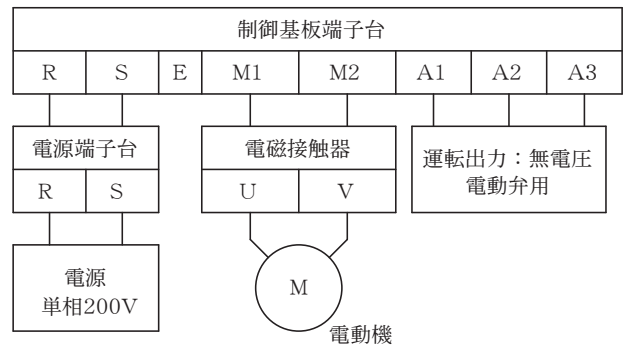 制御基板端子台
R S E M1 M2 A1 A2 A3
電源端子台
R S
電磁接触器
U V
運転出力：無電圧
電動弁用
電源
単相200V
M
電動機